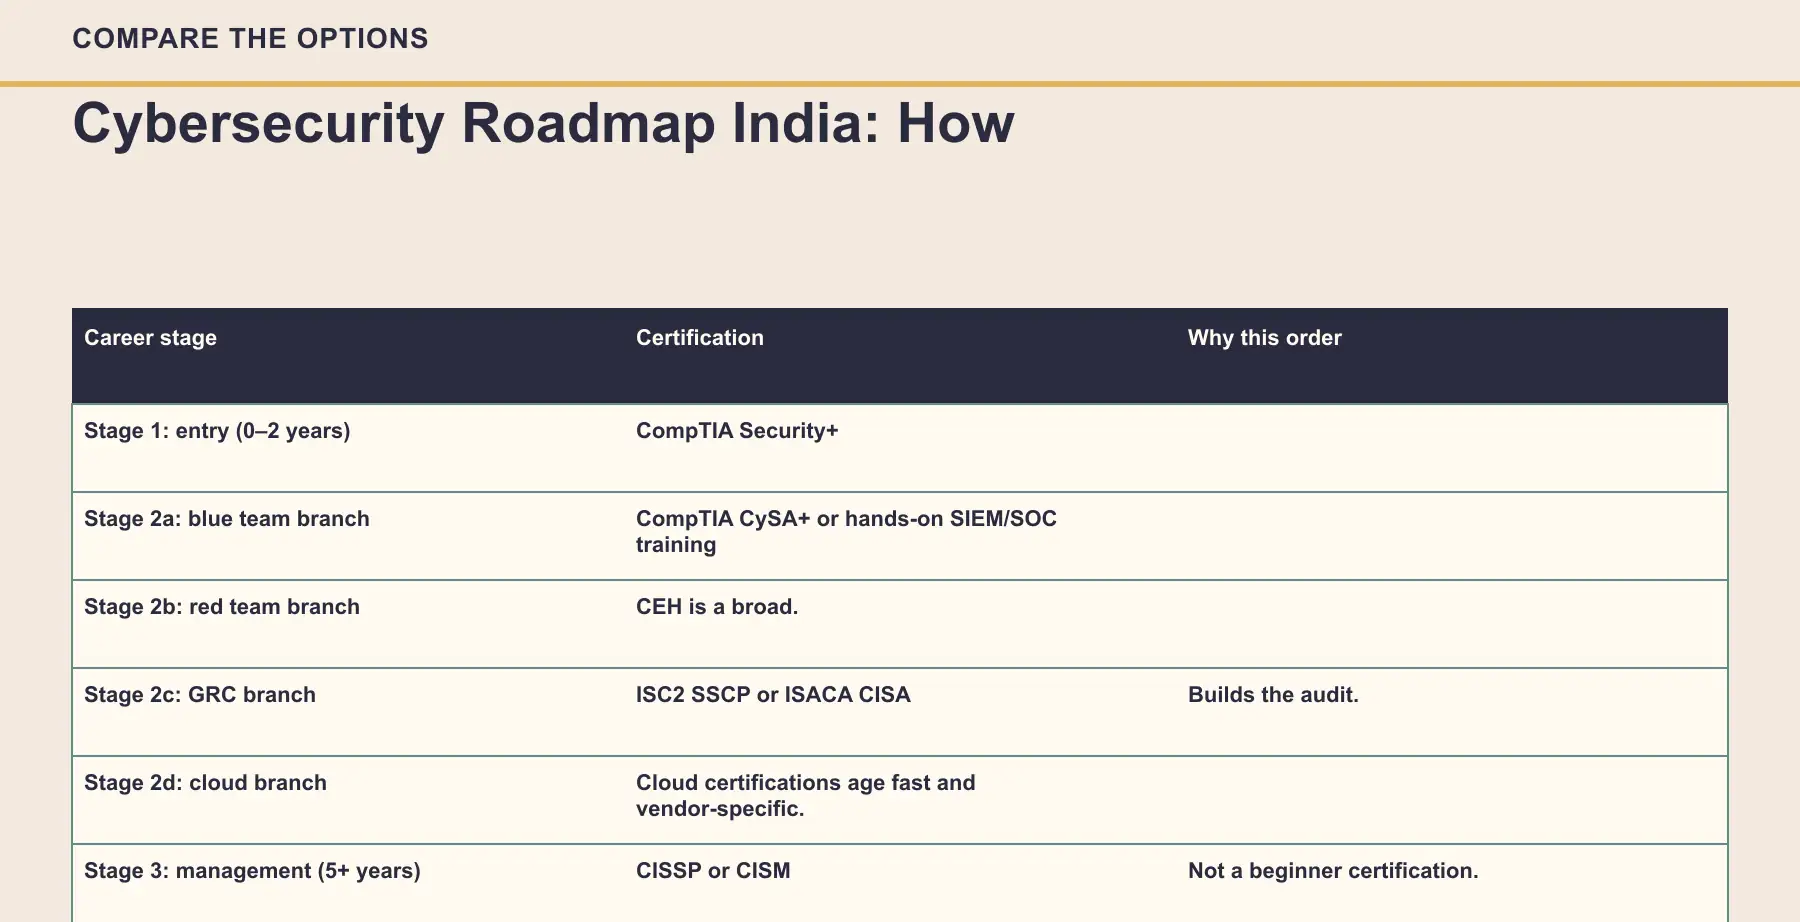 COMPARE THE OPTIONS
Cybersecurity Roadmap India: How
Career stage
Certification
Why this order
Stage 1: entry (0–2 years)
CompTIA Security+
Stage 2a: blue team branch
CompTIA CySA+ or hands-on SIEM/SOC
training
Stage 2b: red team branch
CEH is a broad.
Stage 2c: GRC branch
ISC2 SSCP or ISACA CISA
Builds the audit.
Stage 2d: cloud branch
Cloud certifications age fast and
vendor-specific.
Stage 3: management (5+ years)
CISSP or CISM
Not a beginner certification.